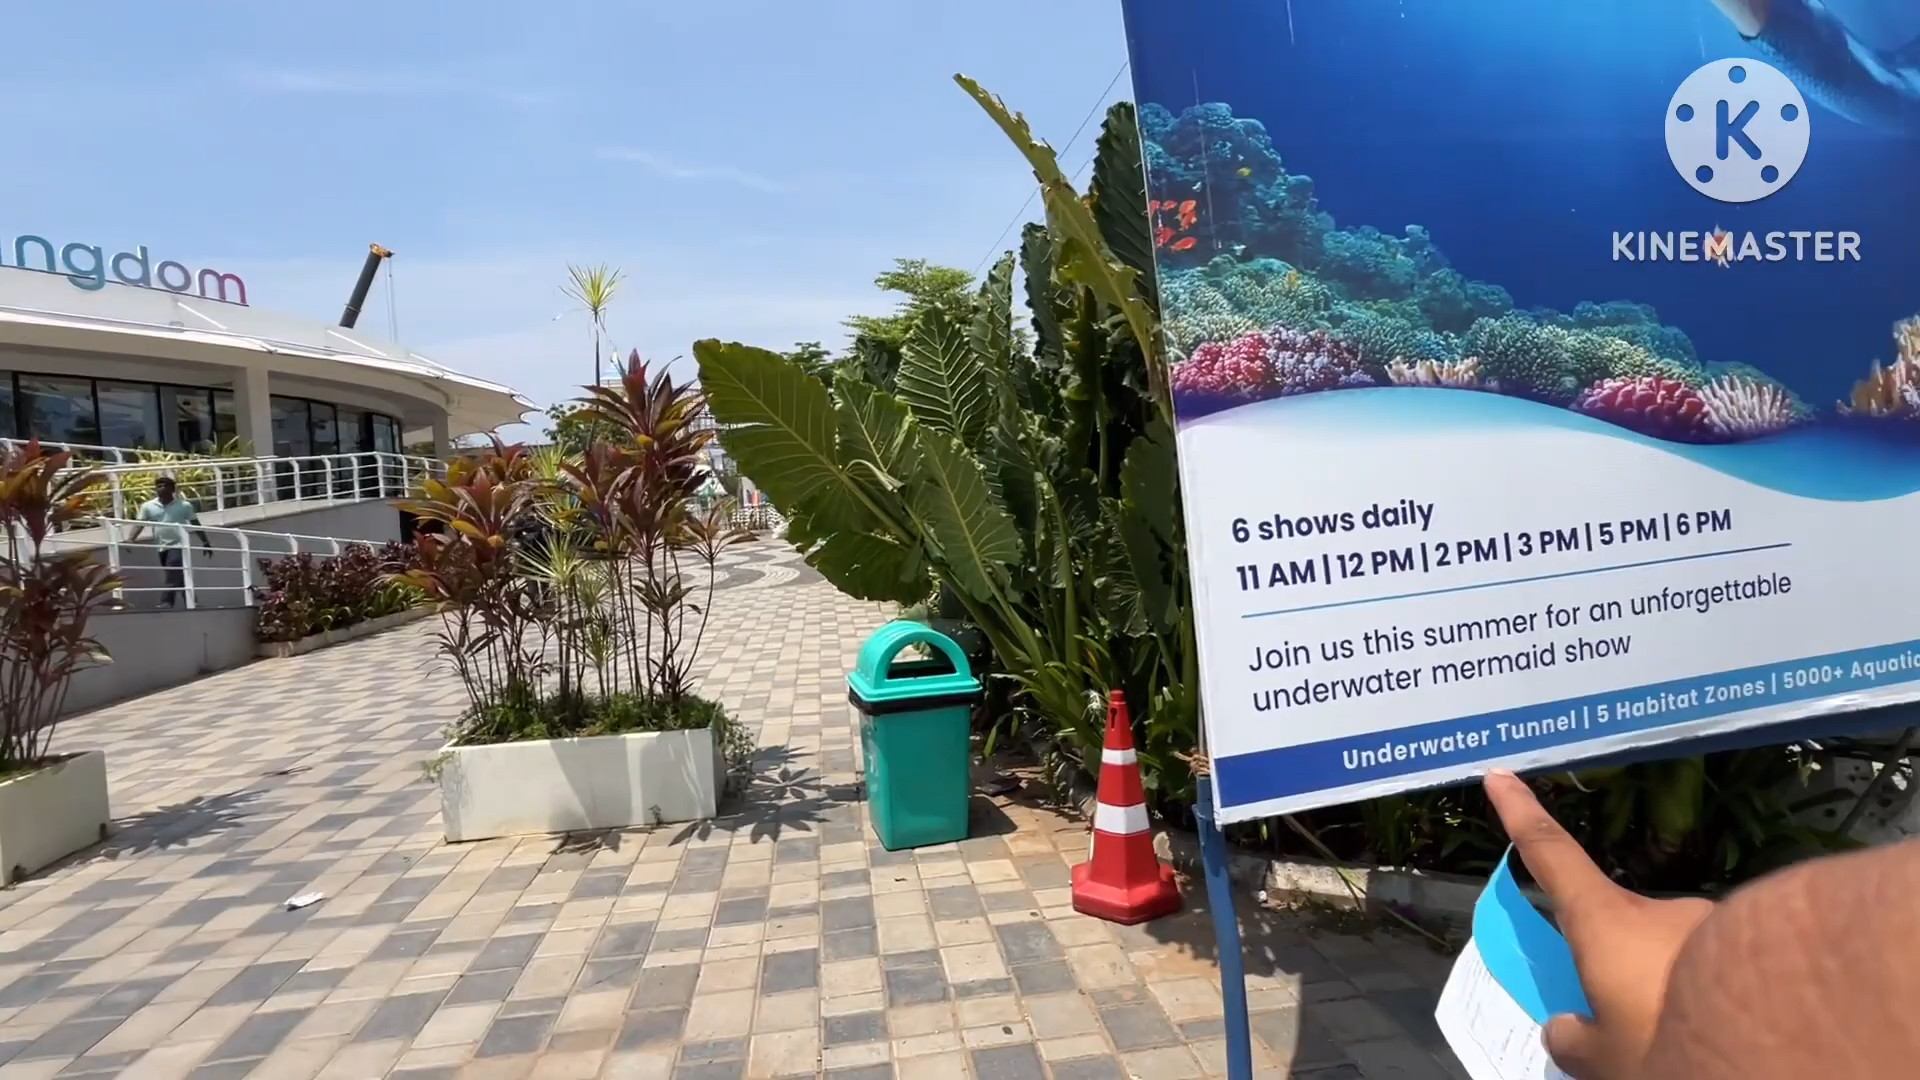 ngdom
K
KINEMASTER
6 shows daily
11 AM | 12 PM | 2 PM | 3 PM | 5 PM | 6 PM
Join us this summer for an unforgettable
underwater mermaid show
Underwater Tunnel | 5 Habitat Zones | 5000+ Aquatic